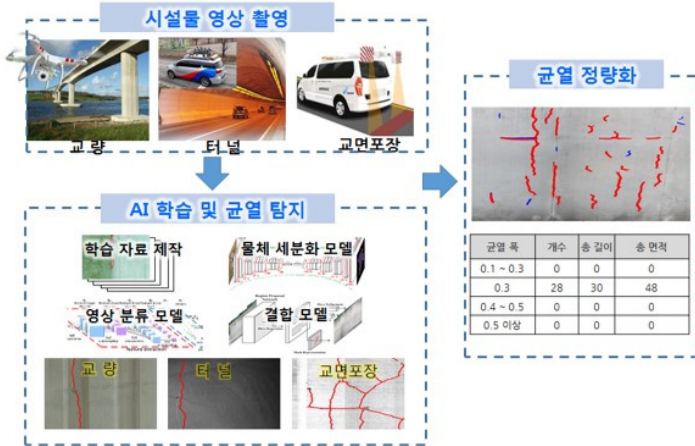 시설물 영상 촬영
교 량
터 널
교면포장
AI 학습 및 균열 탐지
학습 자료 제작
물체 세분화 모델
영상 분류 모델
결합 모델
교 량
터 널
교면포장
균열 정량화
균열 폭 개수 총 길이 총 면적
0.1 ~ 0.3 0 0 0
0.3 28 30 48
0.4 ~ 0.5 0 0 0
0.5 이상 0 0 0